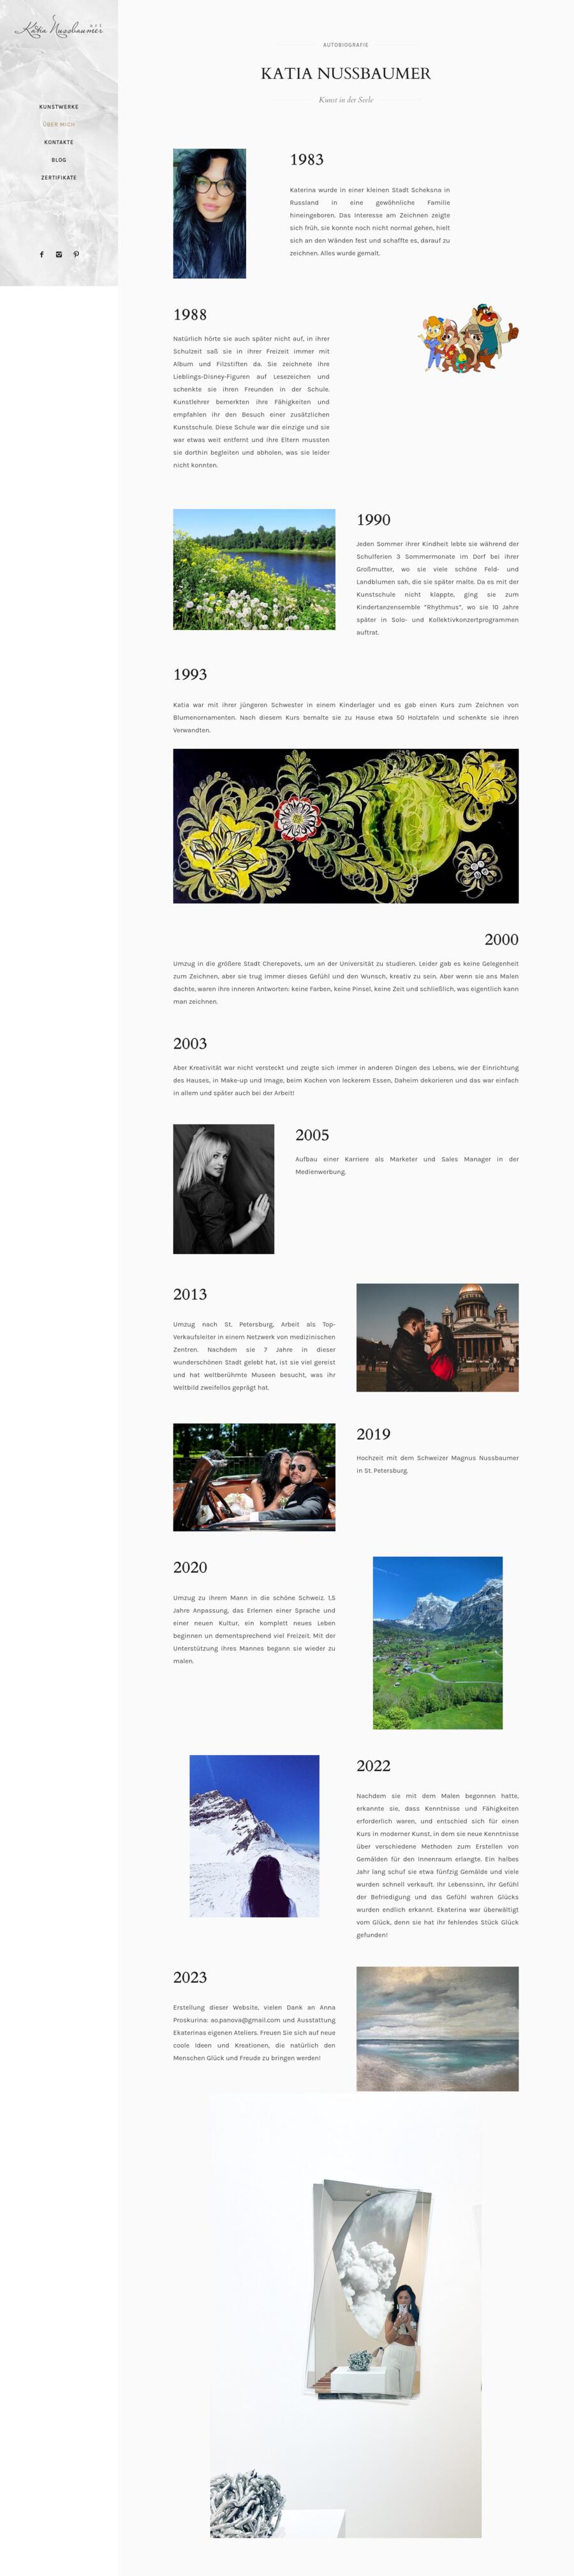 Katia Nussbaumer
art
KUNSTWERKE
ÜBER MICH
KONTAKTE
BLOG
ZERTIFIKATE
AUTOBIOGRAFIE
KATIA NUSSBAUMER
Kunst in der Seele
1983
Katerina wurde in einer kleinen Stadt Scheksna in
Russland in eine gewöhnliche Familie
hineingeboren. Das Interesse am Zeichnen zeigte
sich früh, sie konnte noch nicht normal gehen, hielt
sich an den Wänden fest und schaffte es, darauf zu
zeichnen. Alles wurde gemalt.
1988
Natürlich hörte sie auch später nicht auf, in ihrer
Schulzeit saß sie in ihrer Freizeit immer mit
Album und Filzstiften da. Sie zeichnete ihre
Lieblings-Disney-Figuren auf Lesezeichen und
schenkte sie ihren Freunden in der Schule.
Kunstlehrer bemerkten ihre Fähigkeiten und
empfahlen ihr den Besuch einer zusätzlichen
Kunstschule. Diese Schule war die einzige und sie
war etwas weit entfernt und ihre Eltern mussten
sie dorthin begleiten und abholen, was sie leider
nicht konnten.
1990
Jeden Sommer ihrer Kindheit lebte sie während der
Schulferien 3 Sommermonate im Dorf bei ihrer
Großmutter, wo sie viele schöne Feld- und
Landblumen sah, die sie später malte. Da es mit der
Kunstschule nicht klappte, ging sie zum
Kindertanzensemble "Rhythmus", wo sie 10 Jahre
später in Solo- und Kollektivkonzertprogrammen
auftrat.
1993
Katia war mit ihrer jüngeren Schwester in einem Kinderlager und es gab einen Kurs zum Zeichnen von
Blumenornamenten. Nach diesem Kurs bemalte sie zu Hause etwa 50 Holztafeln und schenkte sie ihren
Verwandten.
2000
Umzug in die größere Stadt Cherepovets, um an der Universität zu studieren. Leider gab es keine Gelegenheit
zum Zeichnen, aber sie trug immer dieses Gefühl und den Wunsch, kreativ zu sein. Aber wenn sie ans Malen
dachte, waren ihre inneren Antworten: keine Farben, keine Pinsel, keine Zeit und schließlich, was eigentlich kann
man zeichnen.
2003
Aber Kreativität war nicht versteckt und zeigte sich immer in anderen Dingen des Lebens, wie der Einrichtung
des Hauses, in Make-up und Image, beim Kochen von leckerem Essen, Daheim dekorieren und das war einfach
in allem und später auch bei der Arbeit!
2005
Aufbau einer Karriere als Marketer und Sales Manager in der
Medienwerbung.
2013
Umzug nach St. Petersburg, Arbeit als Top-
Verkaufsleiter in einem Netzwerk von medizinischen
Zentren. Nachdem sie 7 Jahre in dieser
wunderschönen Stadt gelebt hat, ist sie viel gereist
und hat weltberühmte Museen besucht, was ihr
Weltbild zweifellos geprägt hat.
2019
Hochzeit mit dem Schweizer Magnus Nussbaumer
in St. Petersburg.
2020
Umzug zu ihrem Mann in die schöne Schweiz. 1,5
Jahre Anpassung, das Erlernen einer Sprache und
einer neuen Kultur, ein komplett neues Leben
beginnen un dementsprechend viel Freizeit. Mit der
Unterstützung ihres Mannes begann sie wieder zu
malen.
2022
Nachdem sie mit dem Malen begonnen hatte,
erkannte sie, dass Kenntnisse und Fähigkeiten
erforderlich waren, und entschied sich für einen
Kurs in moderner Kunst, in dem sie neue Kenntnisse
über verschiedene Methoden zum Erstellen von
Gemälden für den Innenraum erlangte. Ein halbes
Jahr lang schuf sie etwa fünfzig Gemälde und viele
wurden schnell verkauft. Ihr Lebenssinn, ihr Gefühl
der Befriedigung und das Gefühl wahren Glücks
wurden endlich erkannt. Ekaterina war überwältigt
vom Glück, denn sie hat ihr fehlendes Stück Glück
gefunden!
2023
Erstellung dieser Website, vielen Dank an Anna
Proskurina: ao.panova@gmail.com und Ausstattung
Ekaterinas eigenen Ateliers. Freuen Sie sich auf neue
coole Ideen und Kreationen, die natürlich den
Menschen Glück und Freude zu bringen werden!